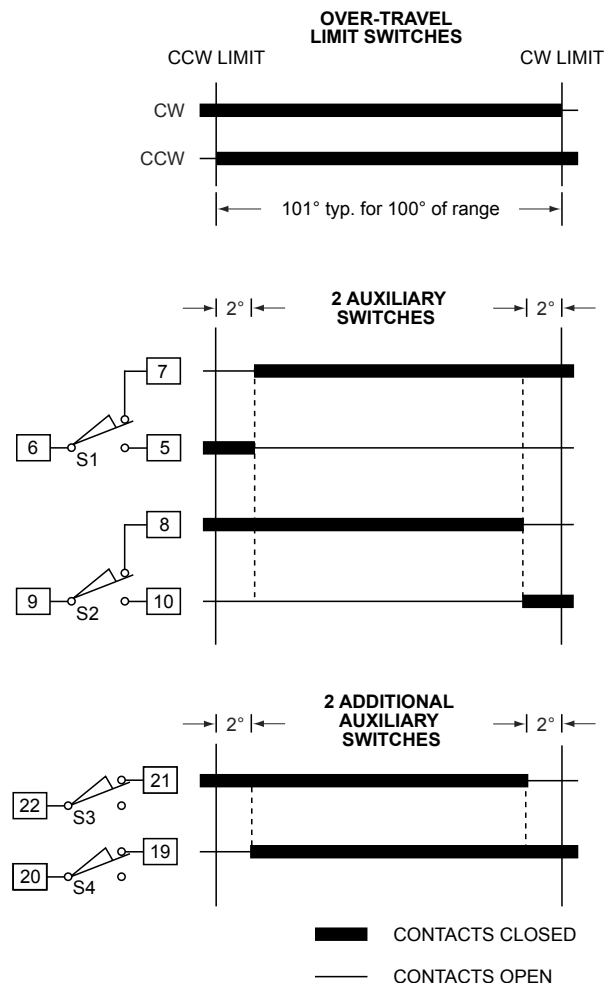 OVER-TRAVEL
LIMIT SWITCHES
CCW LIMIT
CW LIMIT
CW
CCW
101° typ. for 100° of range
2 AUXILIARY
SWITCHES
2°
2°
7
6
S1
5
8
9
S2
10
2 ADDITIONAL
AUXILIARY
SWITCHES
2°
2°
21
22
S3
19
20
S4
CONTACTS CLOSED
CONTACTS OPEN